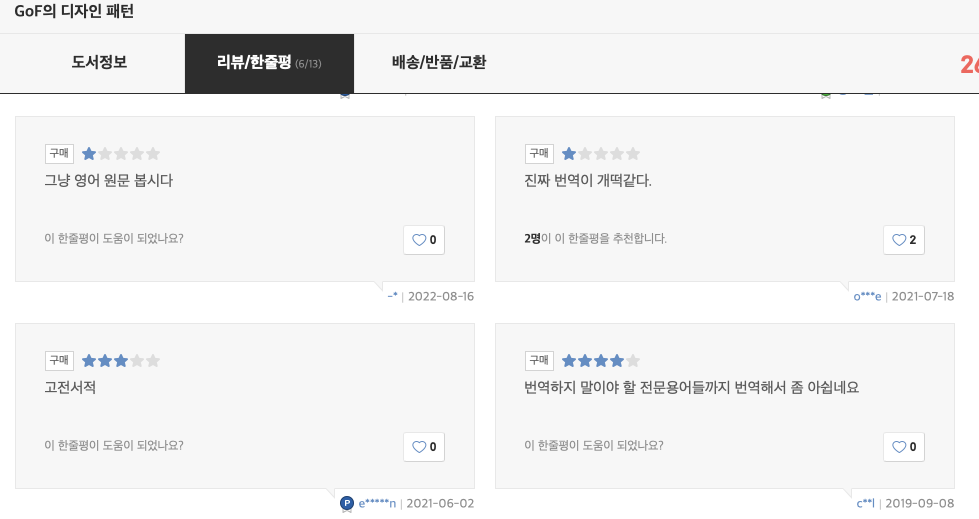 GoF의 디자인 패턴
도서정보
리뷰/한줄평 (6/13)
배송/반품/교환
구매
그냥 영어 원문 봅시다
이 한줄평이 도움이 되었나요?
0
-* | 2022-08-16
구매
진짜 번역이 개떡같다.
2명이 이 한줄평을 추천합니다.
2
o***e | 2021-07-18
구매
고전서적
이 한줄평이 도움이 되었나요?
0
P e*****n | 2021-06-02
구매
번역하지 말이야 할 전문용어들까지 번역해서 좀 아쉽네요
이 한줄평이 도움이 되었나요?
0
c**l | 2019-09-08